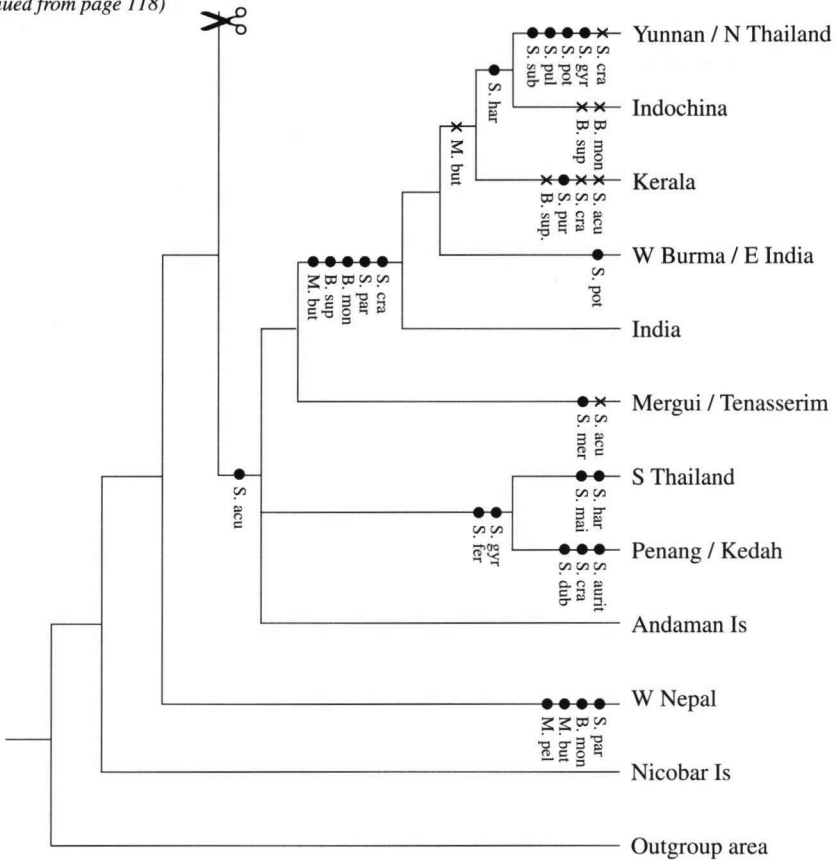 nued from page 118)
Yunnan / N Thailand
S. sub
S. pul
S. pot
S. gyr
S. cra
S. har
Indochina
B. sup
B. mon
M. but
Kerala
B. sup.
S. pur
S. cra
S. acu
W Burma / E India
S. pot
M. but
B. sup
B. mon
S. par
S. cra
India
Mergui / Tenasserim
S. mer
S. acu
S Thailand
S. mai
S. har
S. acu
S. fer
S. gyr
Penang / Kedah
S. dub
S. cra
S. aurit
Andaman Is
W Nepal
M. pel
M. but
B. mon
S. par
Nicobar Is
Outgroup area